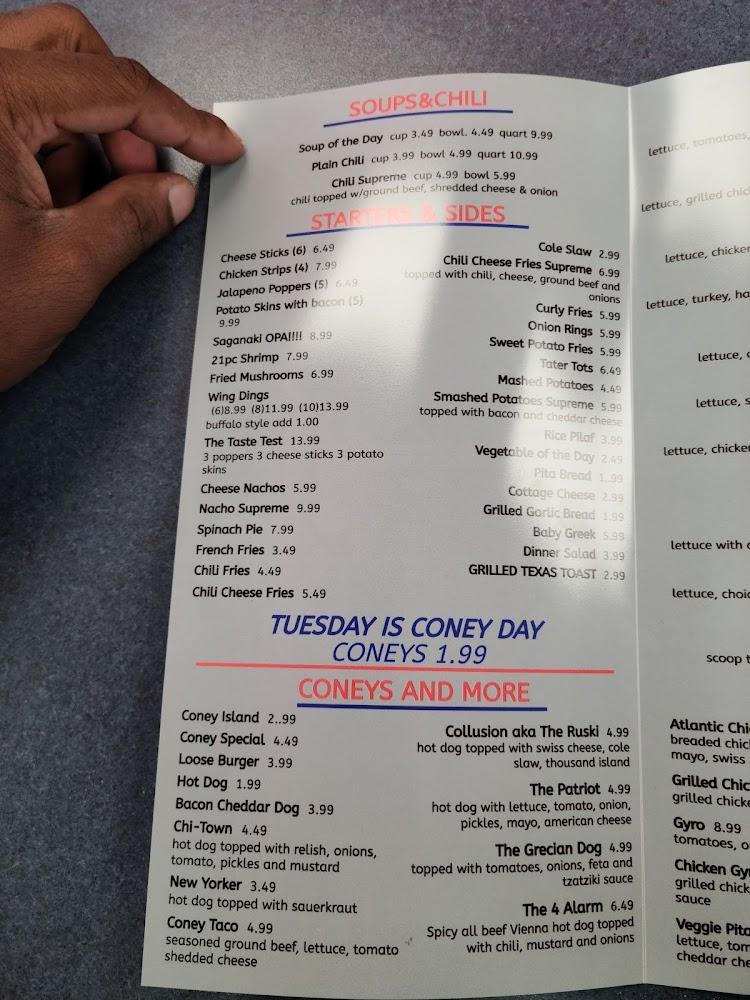 SOUPS&CHILI
Soup of the Day cup 3.49 bowl. 4.49 quart 9.99
Plain Chili cup 3.99 bowl 4.99 quart 10.99
Chili Supreme cup 4.99 bowl 5.99
chili topped w/ground beef, shredded cheese & onion
STARTERS & SIDES
Cheese Sticks (6) 6.49
Chicken Strips (4) 7.99
Jalapeno Poppers (5) 6.49
Potato Skins with bacon (5)
9.99
Saganaki OPA!!!! 8.99
21pc Shrimp 7.99
Fried Mushrooms 6.99
Wing Dings
(6)8.99 (8)11.99 (10)13.99
buffalo style add 1.00
The Taste Test 13.99
3 poppers 3 cheese sticks 3 potato
skins
Cheese Nachos 5.99
Nacho Supreme 9.99
Spinach Pie 7.99
French Fries 3.49
Chili Fries 4.49
Chili Cheese Fries 5.49
Cole Slaw 2.99
Chili Cheese Fries Supreme 6.99
topped with chili, cheese, ground beef and
onions
Curly Fries 5.99
Onion Rings 5.99
Sweet Potato Fries 5.99
Tater Tots 6.49
Mashed Potatoes 4.49
Smashed Potatoes Supreme 5.99
topped with bacon and cheddar cheese
Rice Pilaf 3.99
Vegetable of the Day 2.49
Pita Bread 1..99
Cottage Cheese 2.99
Grilled Garlic Bread 1.99
Baby Greek 5.99
Dinner Salad 3.99
GRILLED TEXAS TOAST 2.99
TUESDAY IS CONEY DAY
CONEYS 1.99
CONEYS AND MORE
Coney Island 2..99
Coney Special 4.49
Loose Burger 3.99
Hot Dog 1.99
Bacon Cheddar Dog 3.99
Chi-Town 4.49
hot dog topped with relish, onions,
tomato, pickles and mustard
New Yorker 3.49
hot dog topped with sauerkraut
Coney Taco 4.99
seasoned ground beef, lettuce, tomato
shedded cheese
Collusion aka The Ruski 4.99
hot dog topped with swiss cheese, cole
slaw, thousand island
The Patriot 4.99
hot dog with lettuce, tomato, onion,
pickles, mayo, american cheese
The Grecian Dog 4.99
topped with tomatoes, onions, feta and
tzatziki sauce
The 4 Alarm 6.49
Spicy all beef Vienna hot dog topped
with chili, mustard and onions
lettuce, tomatoes,
lettuce, grilled
lettuce,
lettuce, turkey,
lettuce,
lettuce,
lettuce,
lettuce with
lettuce,
scoop
Atlantic
breaded
mayo, swiss
Grilled
grilled
Gyro 8.99
tomatoes,
Chicken
grilled
sauce
Veggie
lettuce,
cheddar